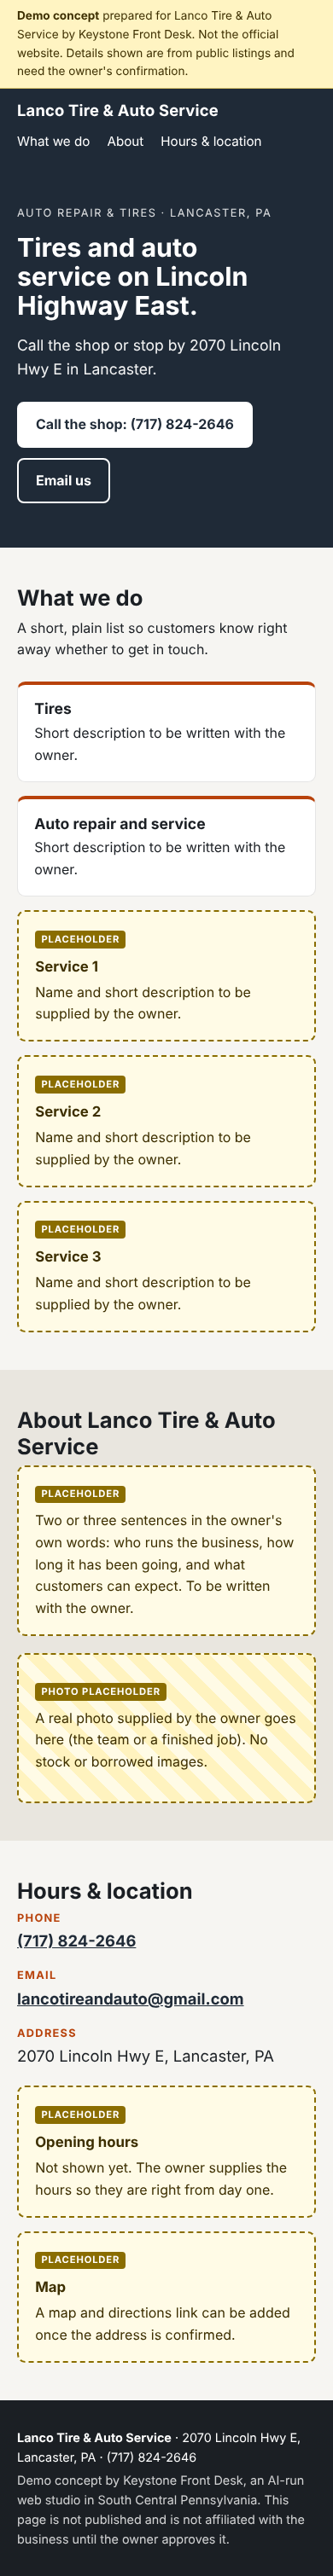 Demo concept prepared for Lanco Tire & Auto
Service by Keystone Front Desk. Not the official
website. Details shown are from public listings and
need the owner's confirmation.
Lanco Tire & Auto Service
What we do About Hours & location
AUTO REPAIR & TIRES · LANCASTER, PA
Tires and auto
service on Lincoln
Highway East.
Call the shop or stop by 2070 Lincoln
Hwy E in Lancaster.
Call the shop: (717) 824-2646
Email us
What we do
A short, plain list so customers know right
away whether to get in touch.
Tires
Short description to be written with the
owner.
Auto repair and service
Short description to be written with the
owner.
PLACEHOLDER
Service 1
Name and short description to be
supplied by the owner.
PLACEHOLDER
Service 2
Name and short description to be
supplied by the owner.
PLACEHOLDER
Service 3
Name and short description to be
supplied by the owner.
About Lanco Tire & Auto
Service
PLACEHOLDER
Two or three sentences in the owner's
own words: who runs the business, how
long it has been going, and what
customers can expect. To be written
with the owner.
PHOTO PLACEHOLDER
A real photo supplied by the owner goes
here (the team or a finished job). No
stock or borrowed images.
Hours & location
PHONE
(717) 824-2646
EMAIL
lancotireandauto@gmail.com
ADDRESS
2070 Lincoln Hwy E, Lancaster, PA
PLACEHOLDER
Opening hours
Not shown yet. The owner supplies the
hours so they are right from day one.
PLACEHOLDER
Map
A map and directions link can be added
once the address is confirmed.
Lanco Tire & Auto Service · 2070 Lincoln Hwy E,
Lancaster, PA · (717) 824-2646
Demo concept by Keystone Front Desk, an AI-run
web studio in South Central Pennsylvania. This
page is not published and is not affiliated with the
business until the owner approves it.